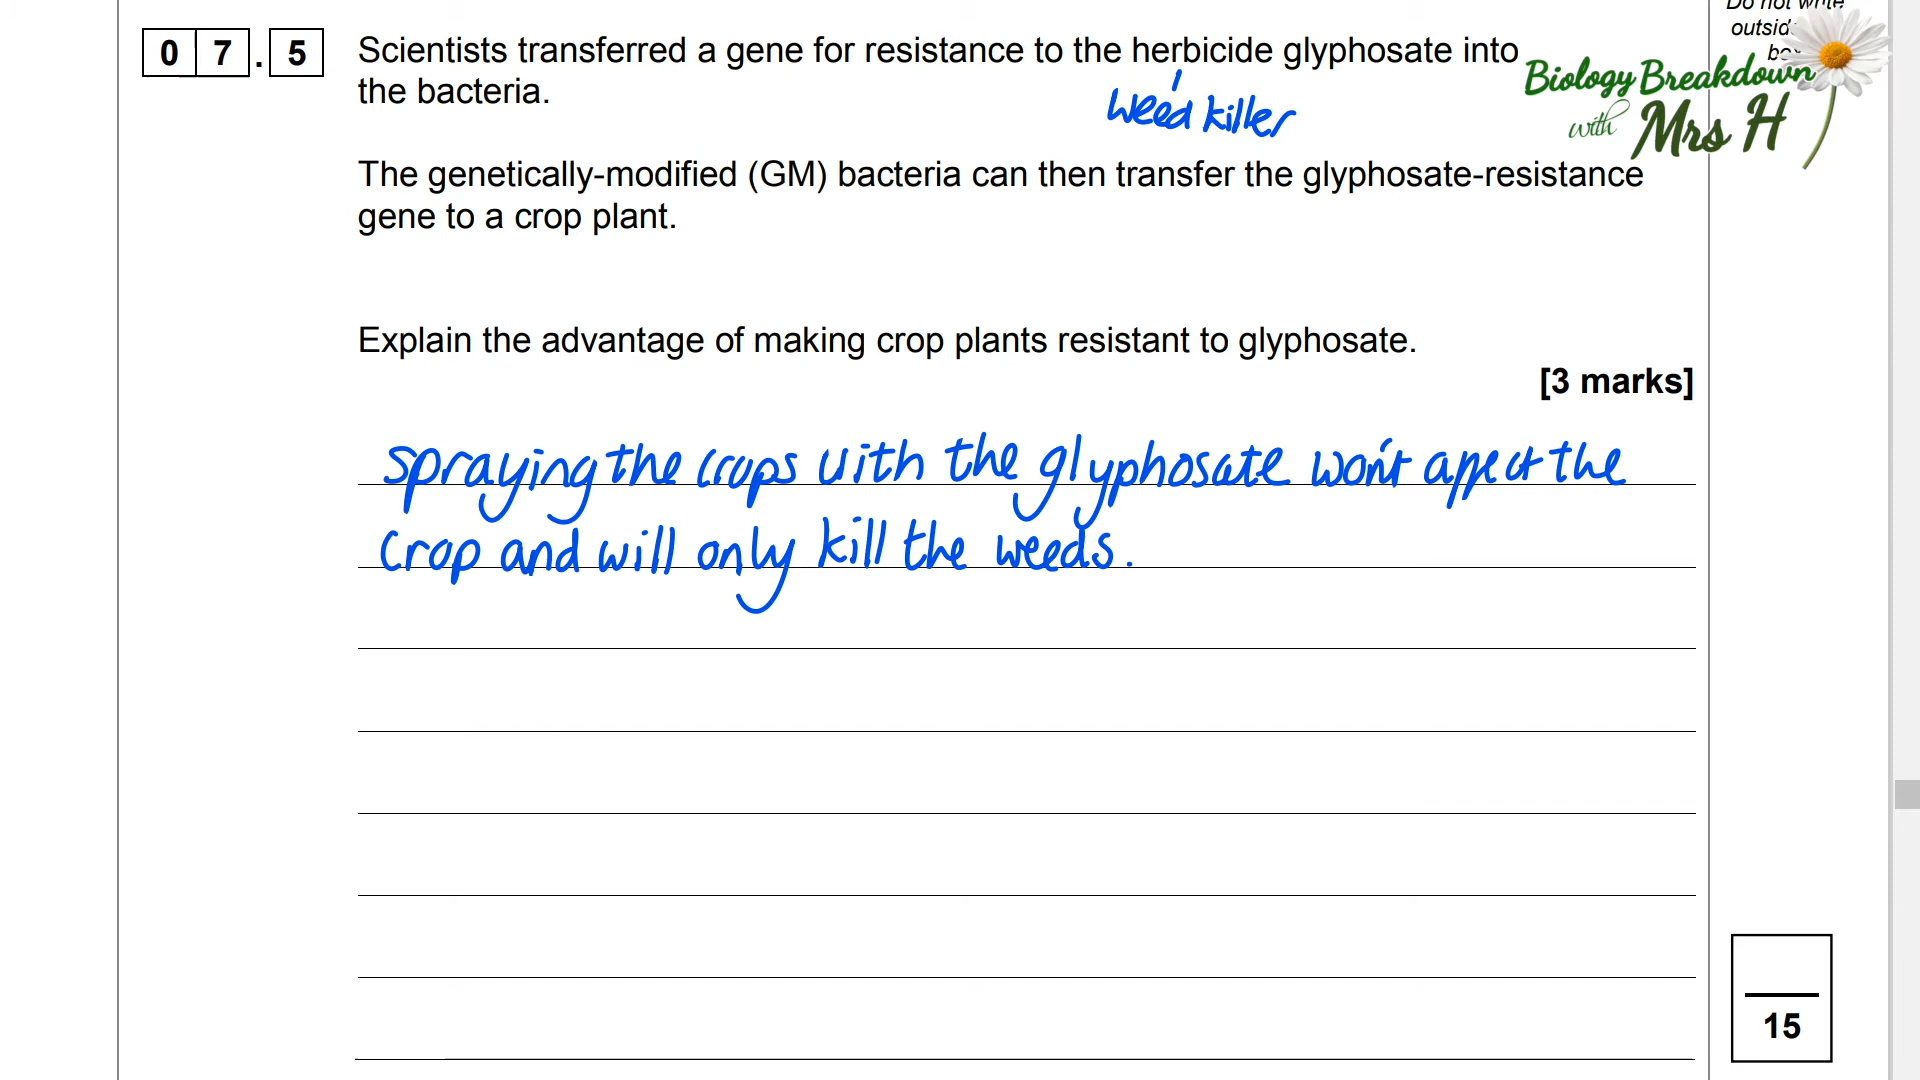 Do not write
outside
box
0 7 . 5 Scientists transferred a gene for resistance to the herbicide glyphosate into
the bacteria.
weed killer
Biology Breakdown
with Mrs H
The genetically-modified (GM) bacteria can then transfer the glyphosate-resistance
gene to a crop plant.
Explain the advantage of making crop plants resistant to glyphosate.
[3 marks]
spraying the crops with the glyphosate won't affect the
crop and will only kill the weeds.
15